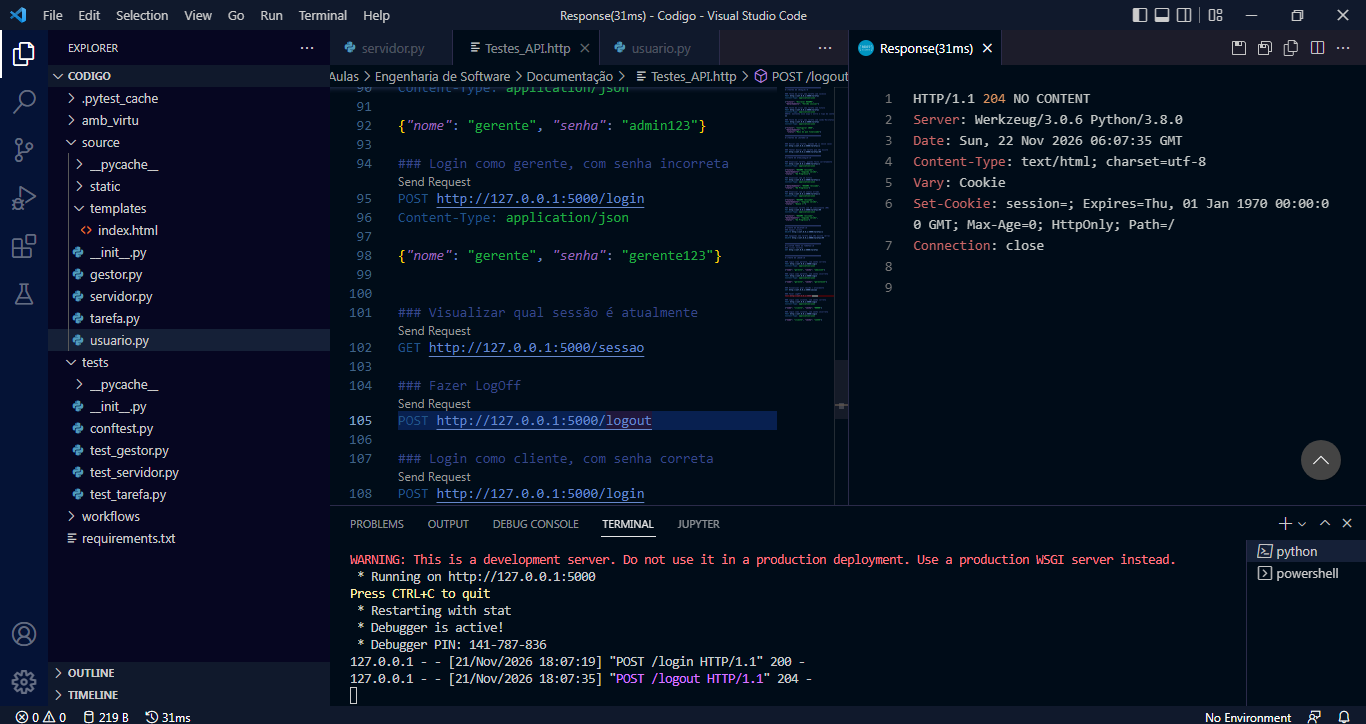 File Edit Selection View Go Run Terminal Help
Response(31ms) - Codigo - Visual Studio Code
EXPLORER
CODIGO
.pytest_cache
amb_virtu
source
__pycache__
static
templates
index.html
__init__.py
gestor.py
servidor.py
tarefa.py
usuario.py
tests
__pycache__
__init__.py
conftest.py
test_gestor.py
test_servidor.py
test_tarefa.py
workflows
requirements.txt
OUTLINE
TIMELINE
servidor.py Testes_API.http usuario.py
Aulas > Engenharia de Software > Documentação > Testes_API.http > POST /logout
90 Content-Type: application/json
91
92 {"nome": "gerente", "senha": "admin123"}
93
94 ### Login como gerente, com senha incorreta
Send Request
95 POST http://127.0.0.1:5000/login
96 Content-Type: application/json
97
98 {"nome": "gerente", "senha": "gerente123"}
99
100
101 ### Visualizar qual sessão é atualmente
Send Request
102 GET http://127.0.0.1:5000/sessao
103
104 ### Fazer LogOff
Send Request
105 POST http://127.0.0.1:5000/logout
106
107 ### Login como cliente, com senha correta
Send Request
108 POST http://127.0.0.1:5000/login
Response(31ms)
1 HTTP/1.1 204 NO CONTENT
2 Server: Werkzeug/3.0.6 Python/3.8.0
3 Date: Sun, 22 Nov 2026 06:07:35 GMT
4 Content-Type: text/html; charset=utf-8
5 Vary: Cookie
6 Set-Cookie: session=; Expires=Thu, 01 Jan 1970 00:00:0
0 GMT; Max-Age=0; HttpOnly; Path=/
7 Connection: close
8
9
PROBLEMS OUTPUT DEBUG CONSOLE TERMINAL JUPYTER
WARNING: This is a development server. Do not use it in a production deployment. Use a production WSGI server instead.
* Running on http://127.0.0.1:5000
Press CTRL+C to quit
* Restarting with stat
* Debugger is active!
* Debugger PIN: 141-787-836
127.0.0.1 - - [21/Nov/2026 18:07:19] "POST /login HTTP/1.1" 200 -
127.0.0.1 - - [21/Nov/2026 18:07:35] "POST /logout HTTP/1.1" 204 -
python
powershell
0 0 219 B 31ms
No Environment